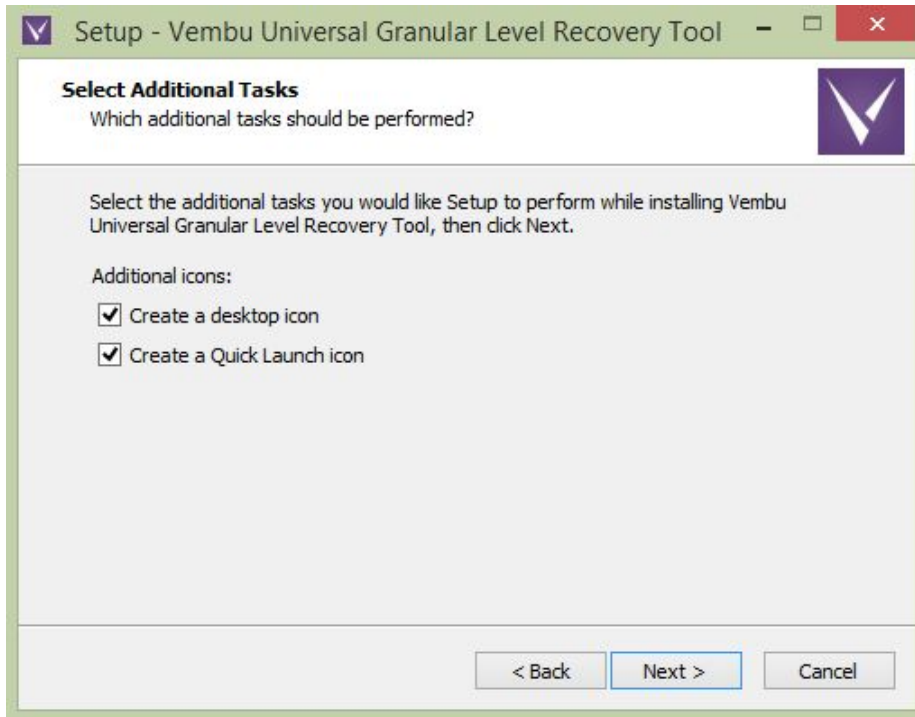 Setup - Vembu Universal Granular Level Recovery Tool
Select Additional Tasks
Which additional tasks should be performed?
Select the additional tasks you would like Setup to perform while installing Vembu
Universal Granular Level Recovery Tool, then click Next.
Additional icons:
Create a desktop icon
Create a Quick Launch icon
< Back Next > Cancel